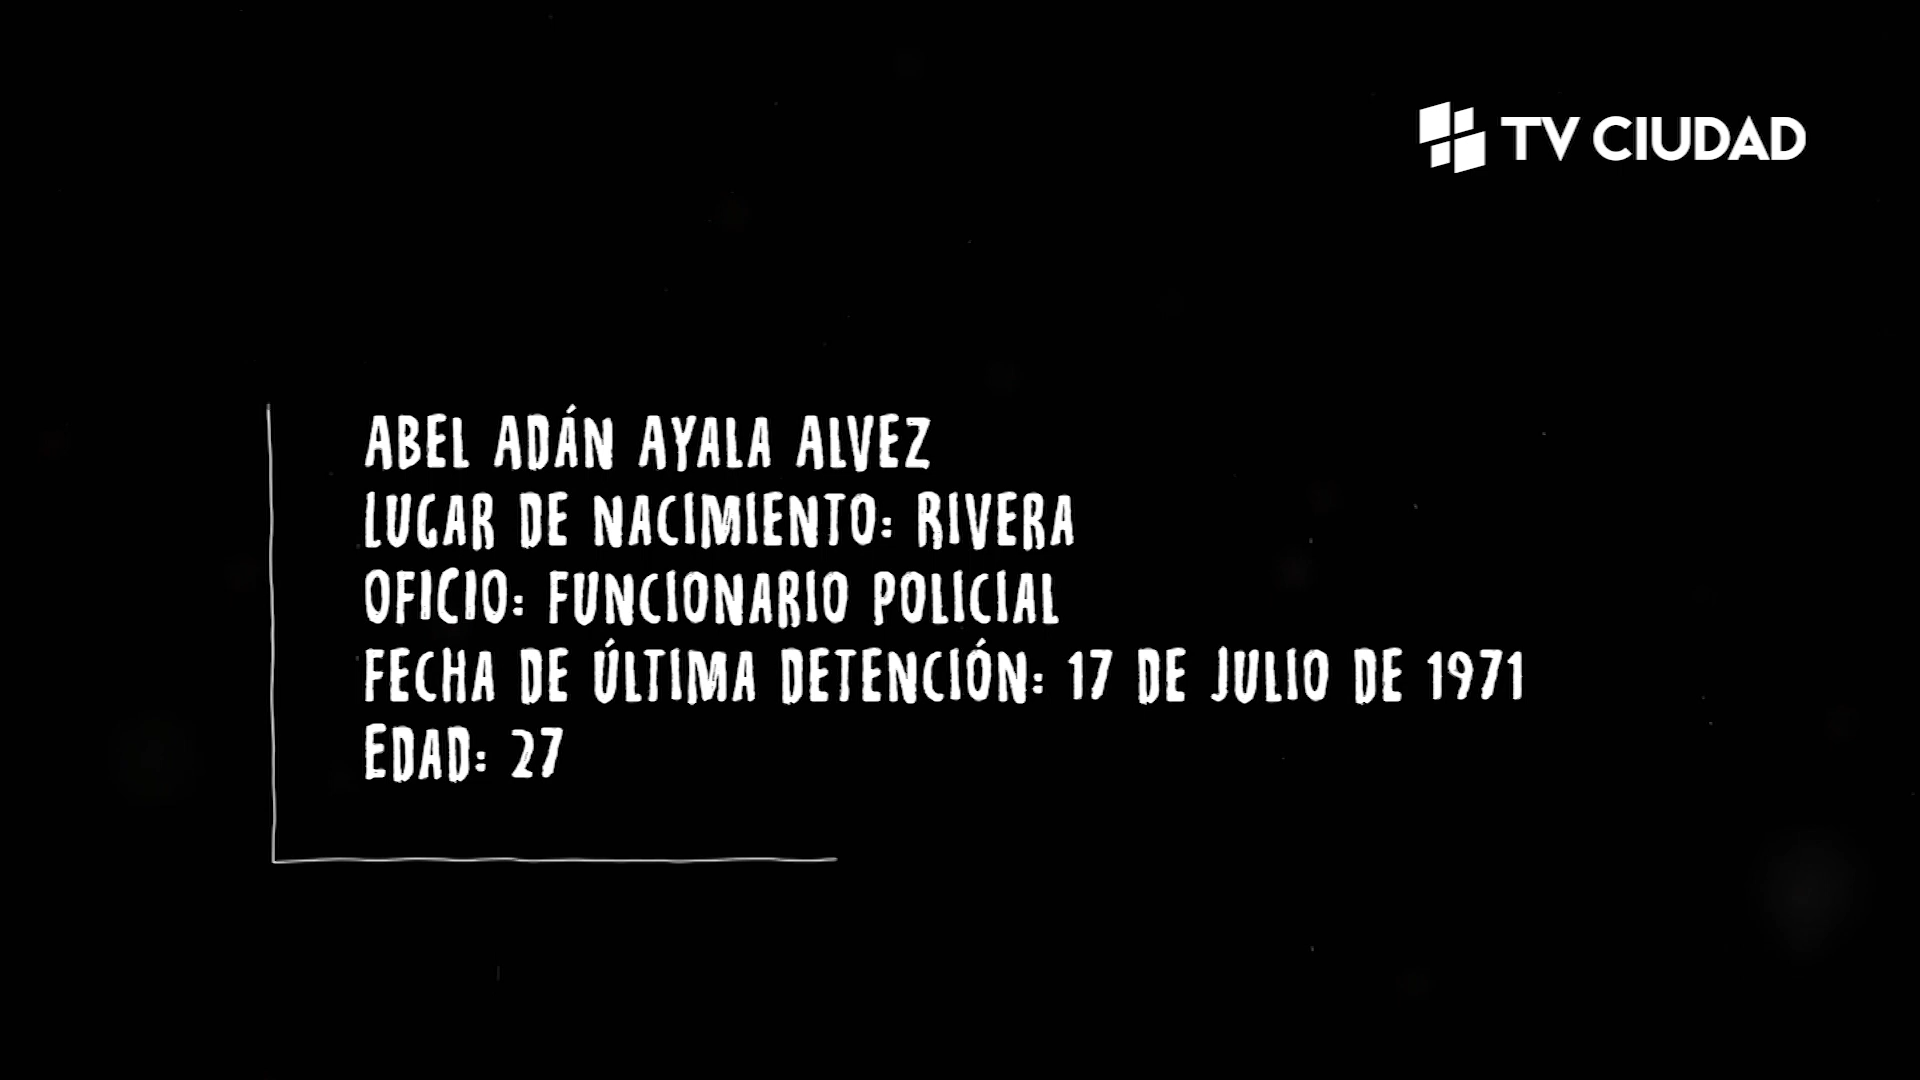 TV CIUDAD
ABEL ADÁN AYALA ALVEZ
LUGAR DE NACIMIENTO: RIVERA
OFICIO: FUNCIONARIO POLICIAL
FECHA DE ÚLTIMA DETENCIÓN: 17 DE JULIO DE 1971
EDAD: 27